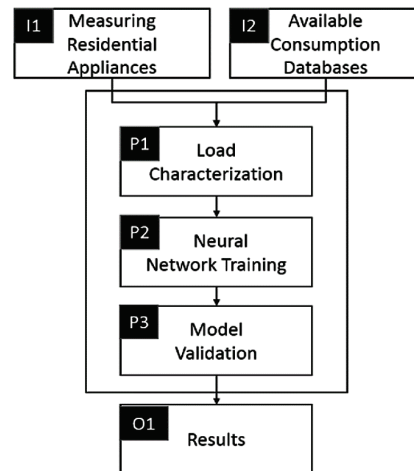 I1
Measuring
Residential
Appliances
I2
Available
Consumption
Databases
P1
Load
Characterization
P2
Neural
Network Training
P3
Model
Validation
O1
Results